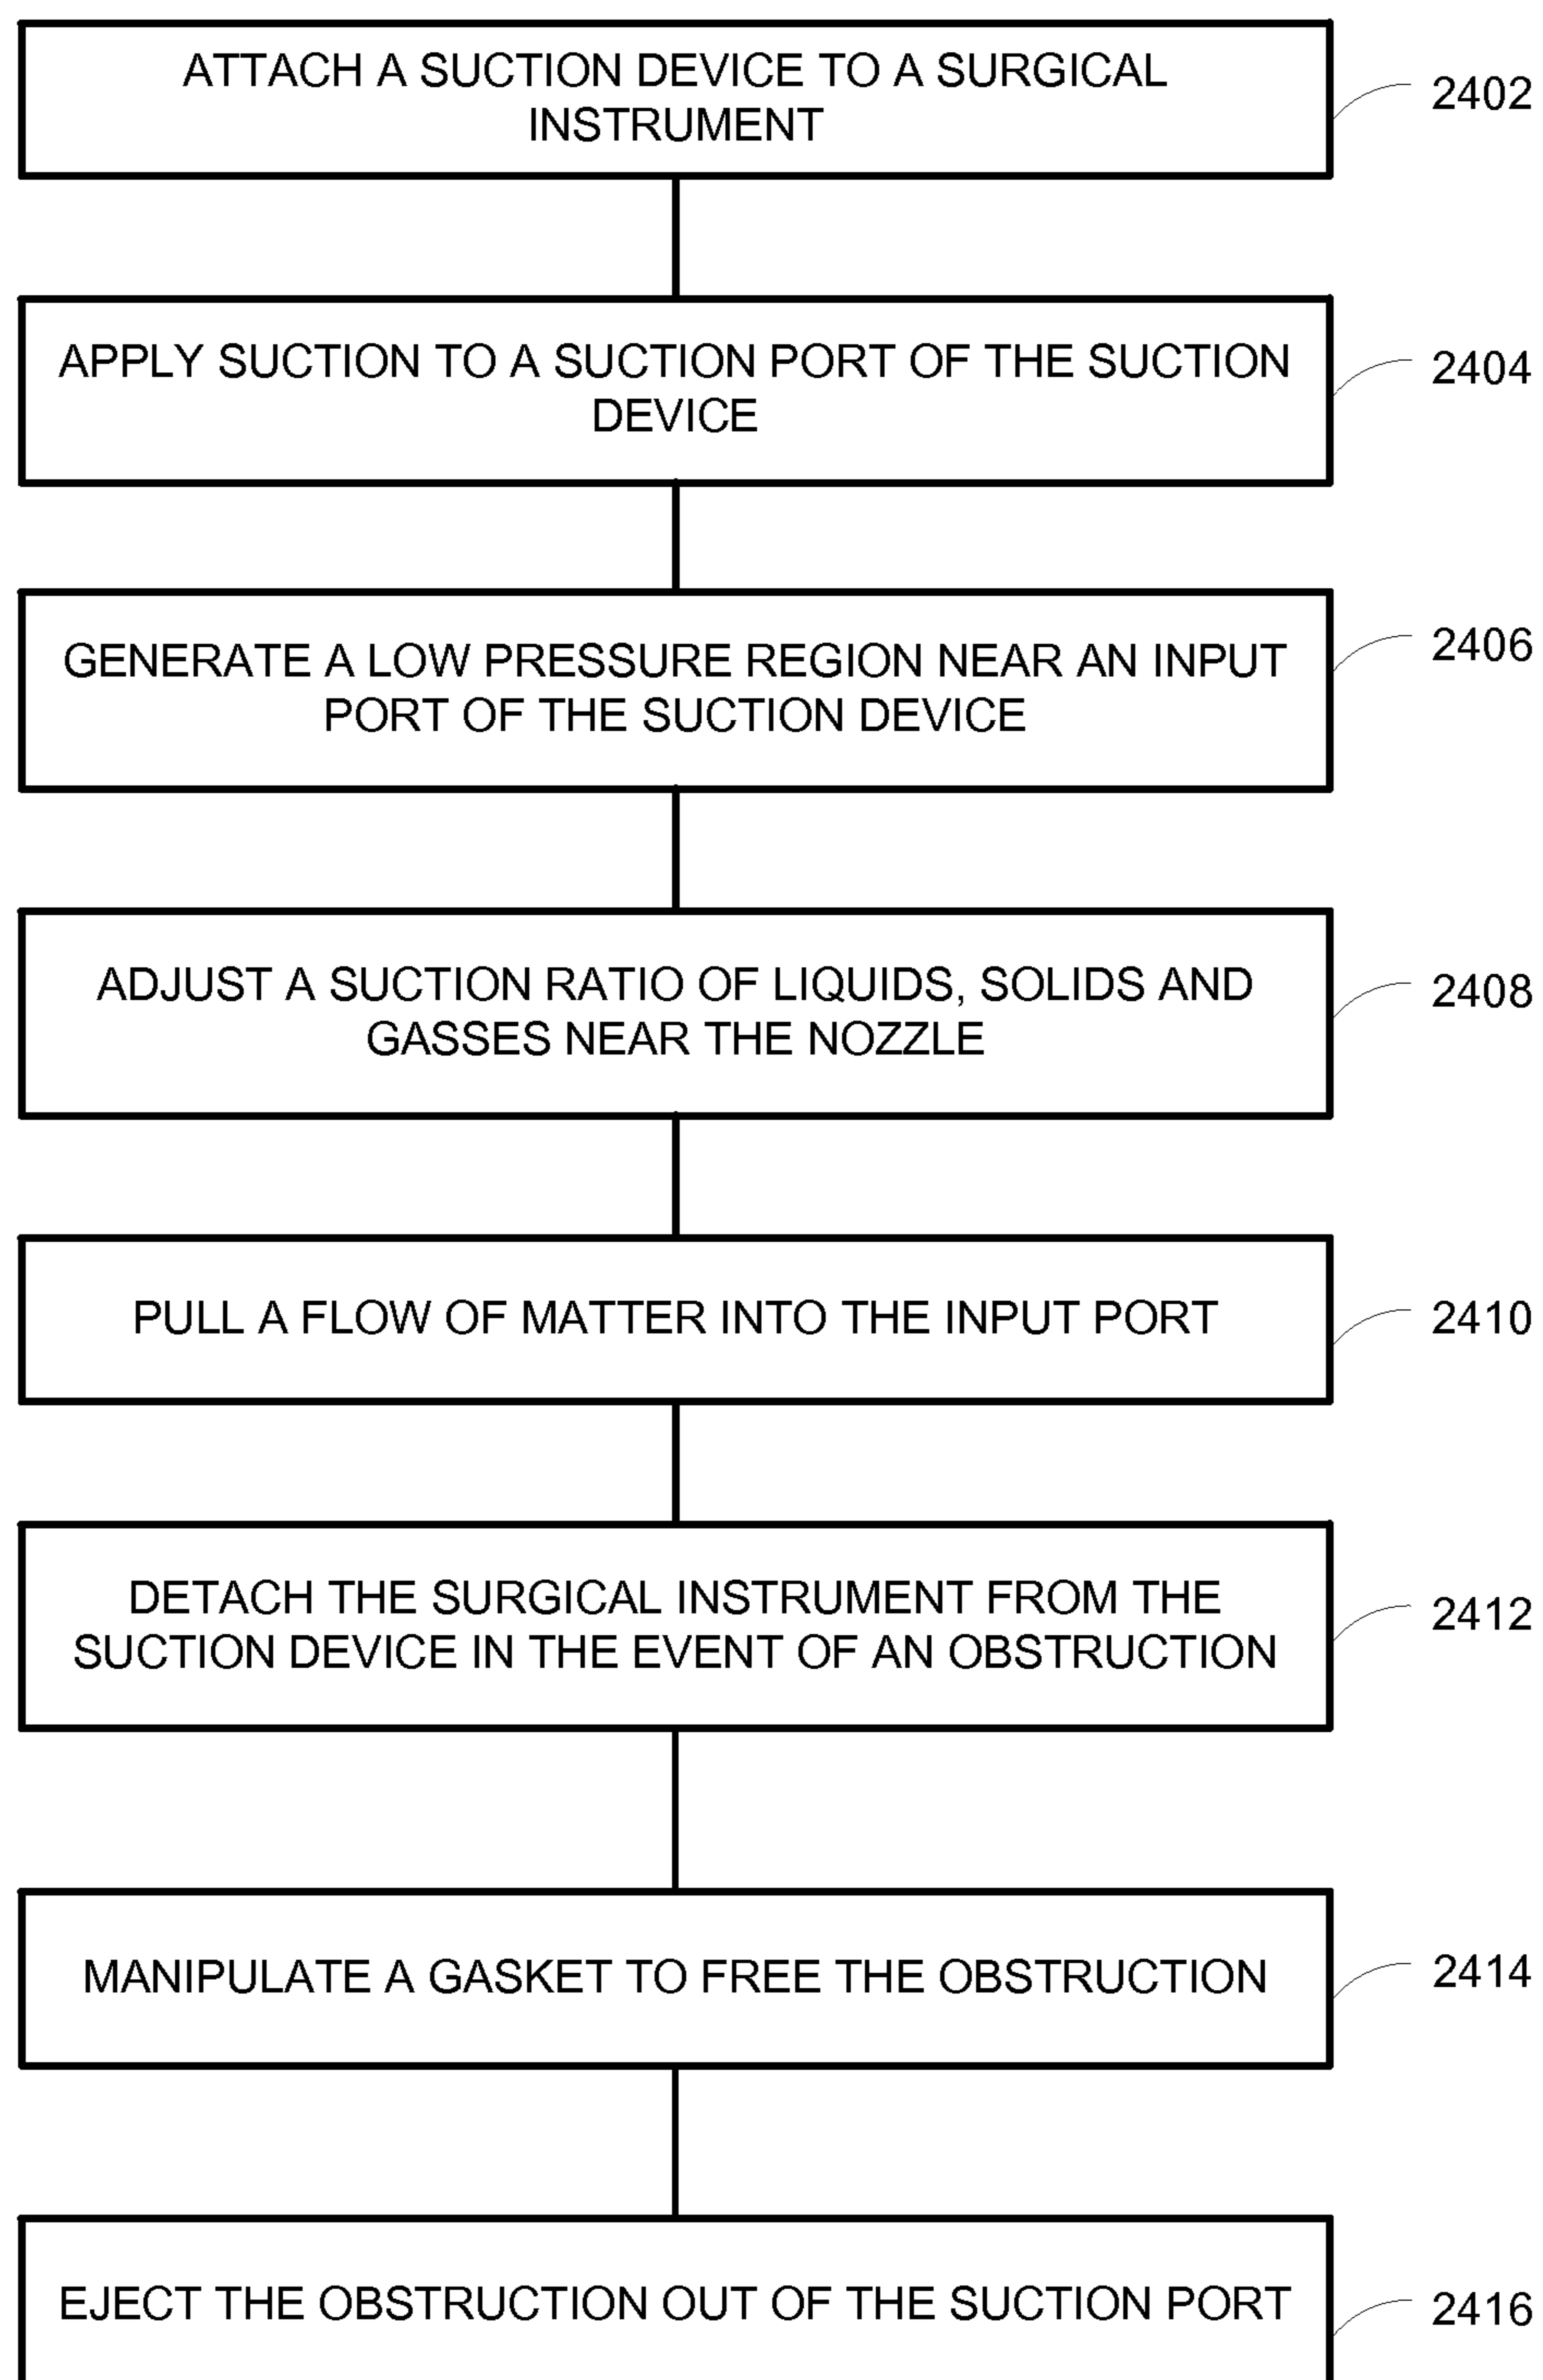 ATTACH A SUCTION DEVICE TO A SURGICAL
INSTRUMENT
2402
APPLY SUCTION TO A SUCTION PORT OF THE SUCTION
DEVICE
2404
GENERATE A LOW PRESSURE REGION NEAR AN INPUT
PORT OF THE SUCTION DEVICE
2406
ADJUST A SUCTION RATIO OF LIQUIDS, SOLIDS AND
GASSES NEAR THE NOZZLE
2408
PULL A FLOW OF MATTER INTO THE INPUT PORT
2410
DETACH THE SURGICAL INSTRUMENT FROM THE
SUCTION DEVICE IN THE EVENT OF AN OBSTRUCTION
2412
MANIPULATE A GASKET TO FREE THE OBSTRUCTION
2414
EJECT THE OBSTRUCTION OUT OF THE SUCTION PORT
2416